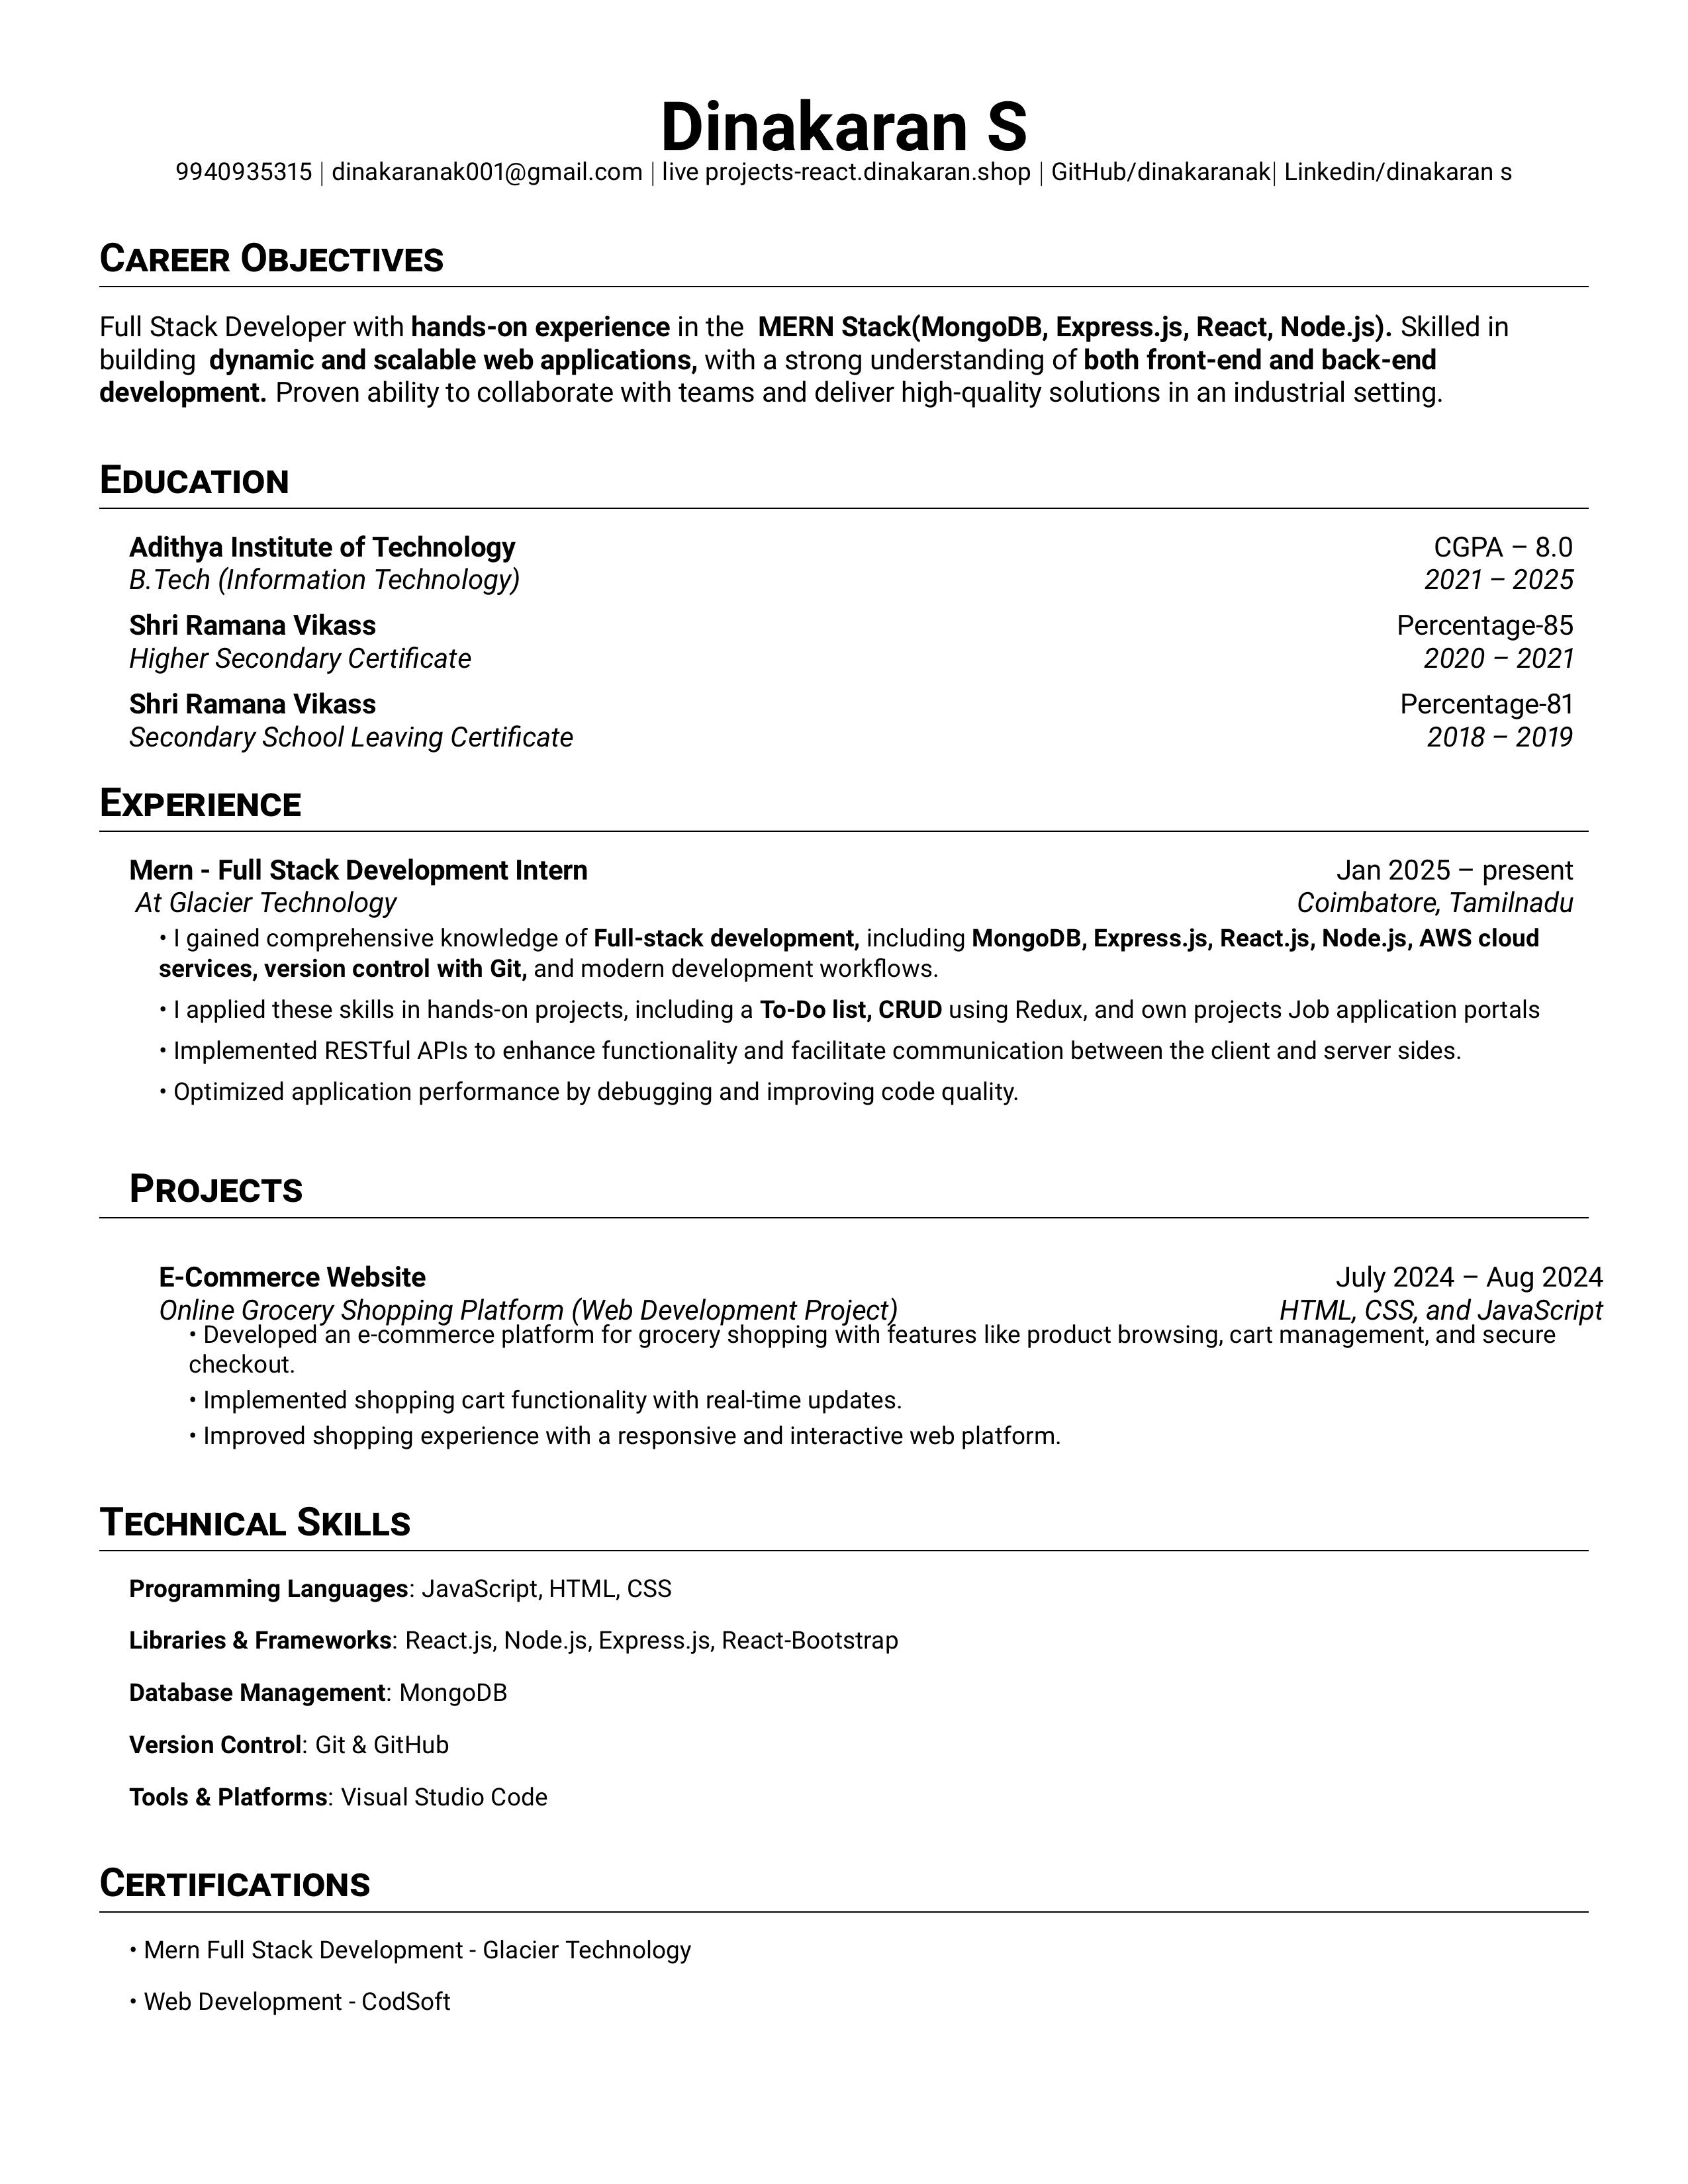 Dinakaran S
9940935315 | dinakaranak001@gmail.com | live projects-react.dinakaran.shop | GitHub/dinakaranak| Linkedin/dinakaran s
CAREER OBJECTIVES
Full Stack Developer with hands-on experience in the MERN Stack(MongoDB, Express.js, React, Node.js). Skilled in
building dynamic and scalable web applications, with a strong understanding of both front-end and back-end
development. Proven ability to collaborate with teams and deliver high-quality solutions in an industrial setting.
EDUCATION
Adithya Institute of Technology CGPA – 8.0
B.Tech (Information Technology) 2021 – 2025
Shri Ramana Vikass Percentage-85
Higher Secondary Certificate 2020 – 2021
Shri Ramana Vikass Percentage-81
Secondary School Leaving Certificate 2018 – 2019
EXPERIENCE
Mern - Full Stack Development Intern Jan 2025 – present
At Glacier Technology Coimbatore, Tamilnadu
• I gained comprehensive knowledge of Full-stack development, including MongoDB, Express.js, React.js, Node.js, AWS cloud
services, version control with Git, and modern development workflows.
• I applied these skills in hands-on projects, including a To-Do list, CRUD using Redux, and own projects Job application portals
• Implemented RESTful APIs to enhance functionality and facilitate communication between the client and server sides.
• Optimized application performance by debugging and improving code quality.
PROJECTS
E-Commerce Website July 2024 – Aug 2024
Online Grocery Shopping Platform (Web Development Project) HTML, CSS, and JavaScript
• Developed an e-commerce platform for grocery shopping with features like product browsing, cart management, and secure
checkout.
• Implemented shopping cart functionality with real-time updates.
• Improved shopping experience with a responsive and interactive web platform.
TECHNICAL SKILLS
Programming Languages: JavaScript, HTML, CSS
Libraries & Frameworks: React.js, Node.js, Express.js, React-Bootstrap
Database Management: MongoDB
Version Control: Git & GitHub
Tools & Platforms: Visual Studio Code
CERTIFICATIONS
• Mern Full Stack Development - Glacier Technology
• Web Development - CodSoft